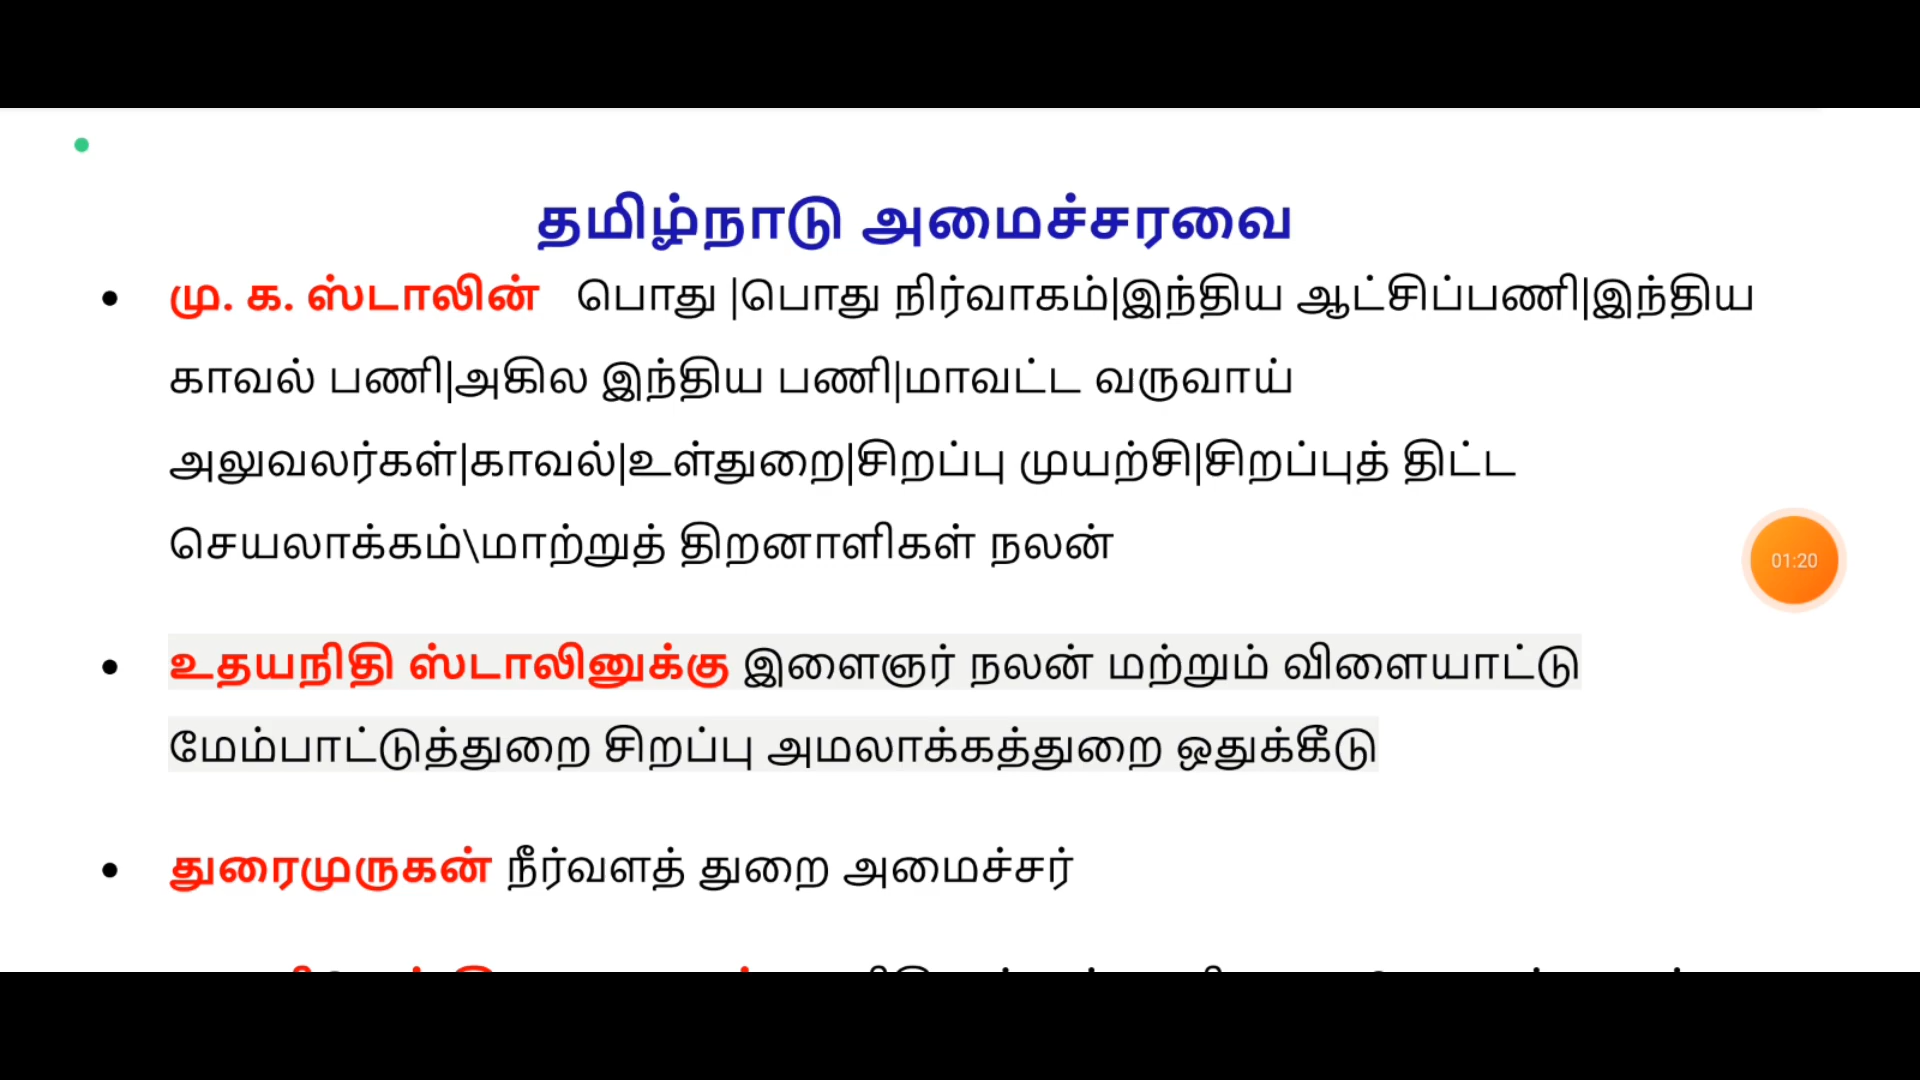 தமிழ்நாடு அமைச்சரவை
மு. க. ஸ்டாலின் பொது |பொது நிர்வாகம்|இந்திய ஆட்சிப்பணி|இந்திய
காவல் பணி|அகில இந்திய பணி|மாவட்ட வருவாய்
அலுவலர்கள்|காவல்|உள்துறை|சிறப்பு முயற்சி|சிறப்புத் திட்ட
செயலாக்கம்\மாற்றுத் திறனாளிகள் நலன்
01:20
உதயநிதி ஸ்டாலினுக்கு இளைஞர் நலன் மற்றும் விளையாட்டு
மேம்பாட்டுத்துறை சிறப்பு அமலாக்கத்துறை ஒதுக்கீடு
துரைமுருகன் நீர்வளத் துறை அமைச்சர்